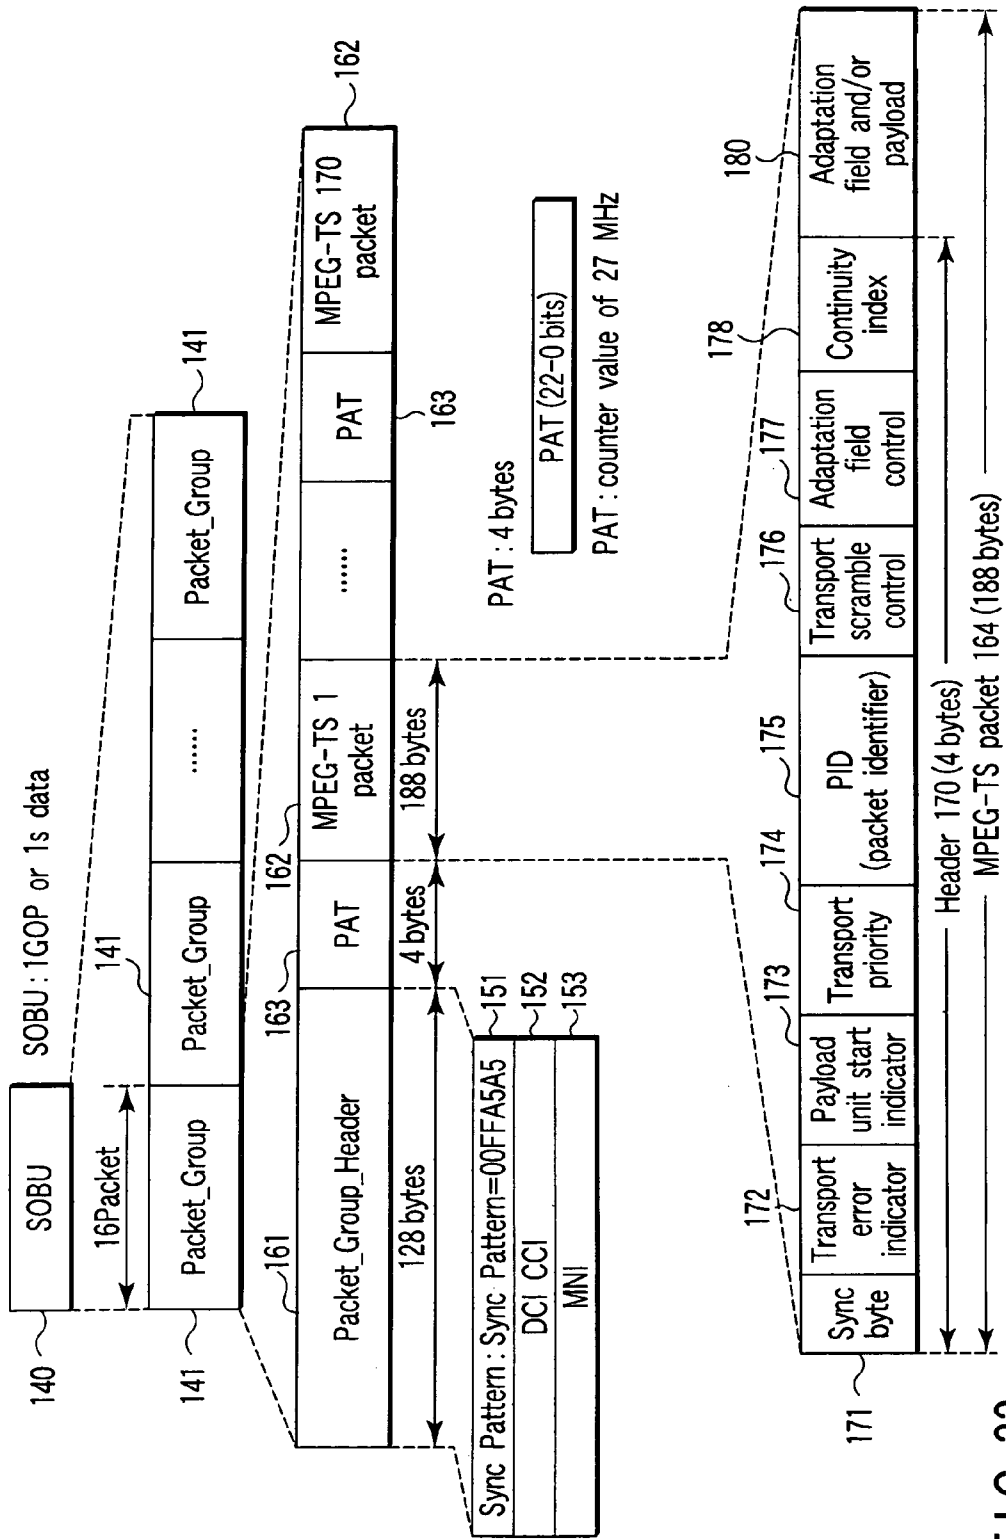 SOBU : 1GOP or 1s data
SOBU
140
16Packet
141
141
Packet_Group
Packet_Group
......
Packet_Group
141
161
163
162
162
Packet_Group_Header
PAT
MPEG-TS 1
packet
......
PAT
MPEG-TS 170
packet
163
128 bytes
4 bytes
188 bytes
Sync Pattern : Sync Pattern=00FFA5A5
151
DCI CCI
152
MNI
153
PAT : 4 bytes
PAT (22-0 bits)
PAT : counter value of 27 MHz
171
172
173
174
175
176
177
178
180
Sync
byte
Transport
error
indicator
Payload
unit start
indicator
Transport
priority
PID
(packet identifier)
Transport
scramble
control
Adaptation
field
control
Continuity
index
Adaptation
field and/or
payload
Header 170 (4 bytes)
MPEG-TS packet 164 (188 bytes)